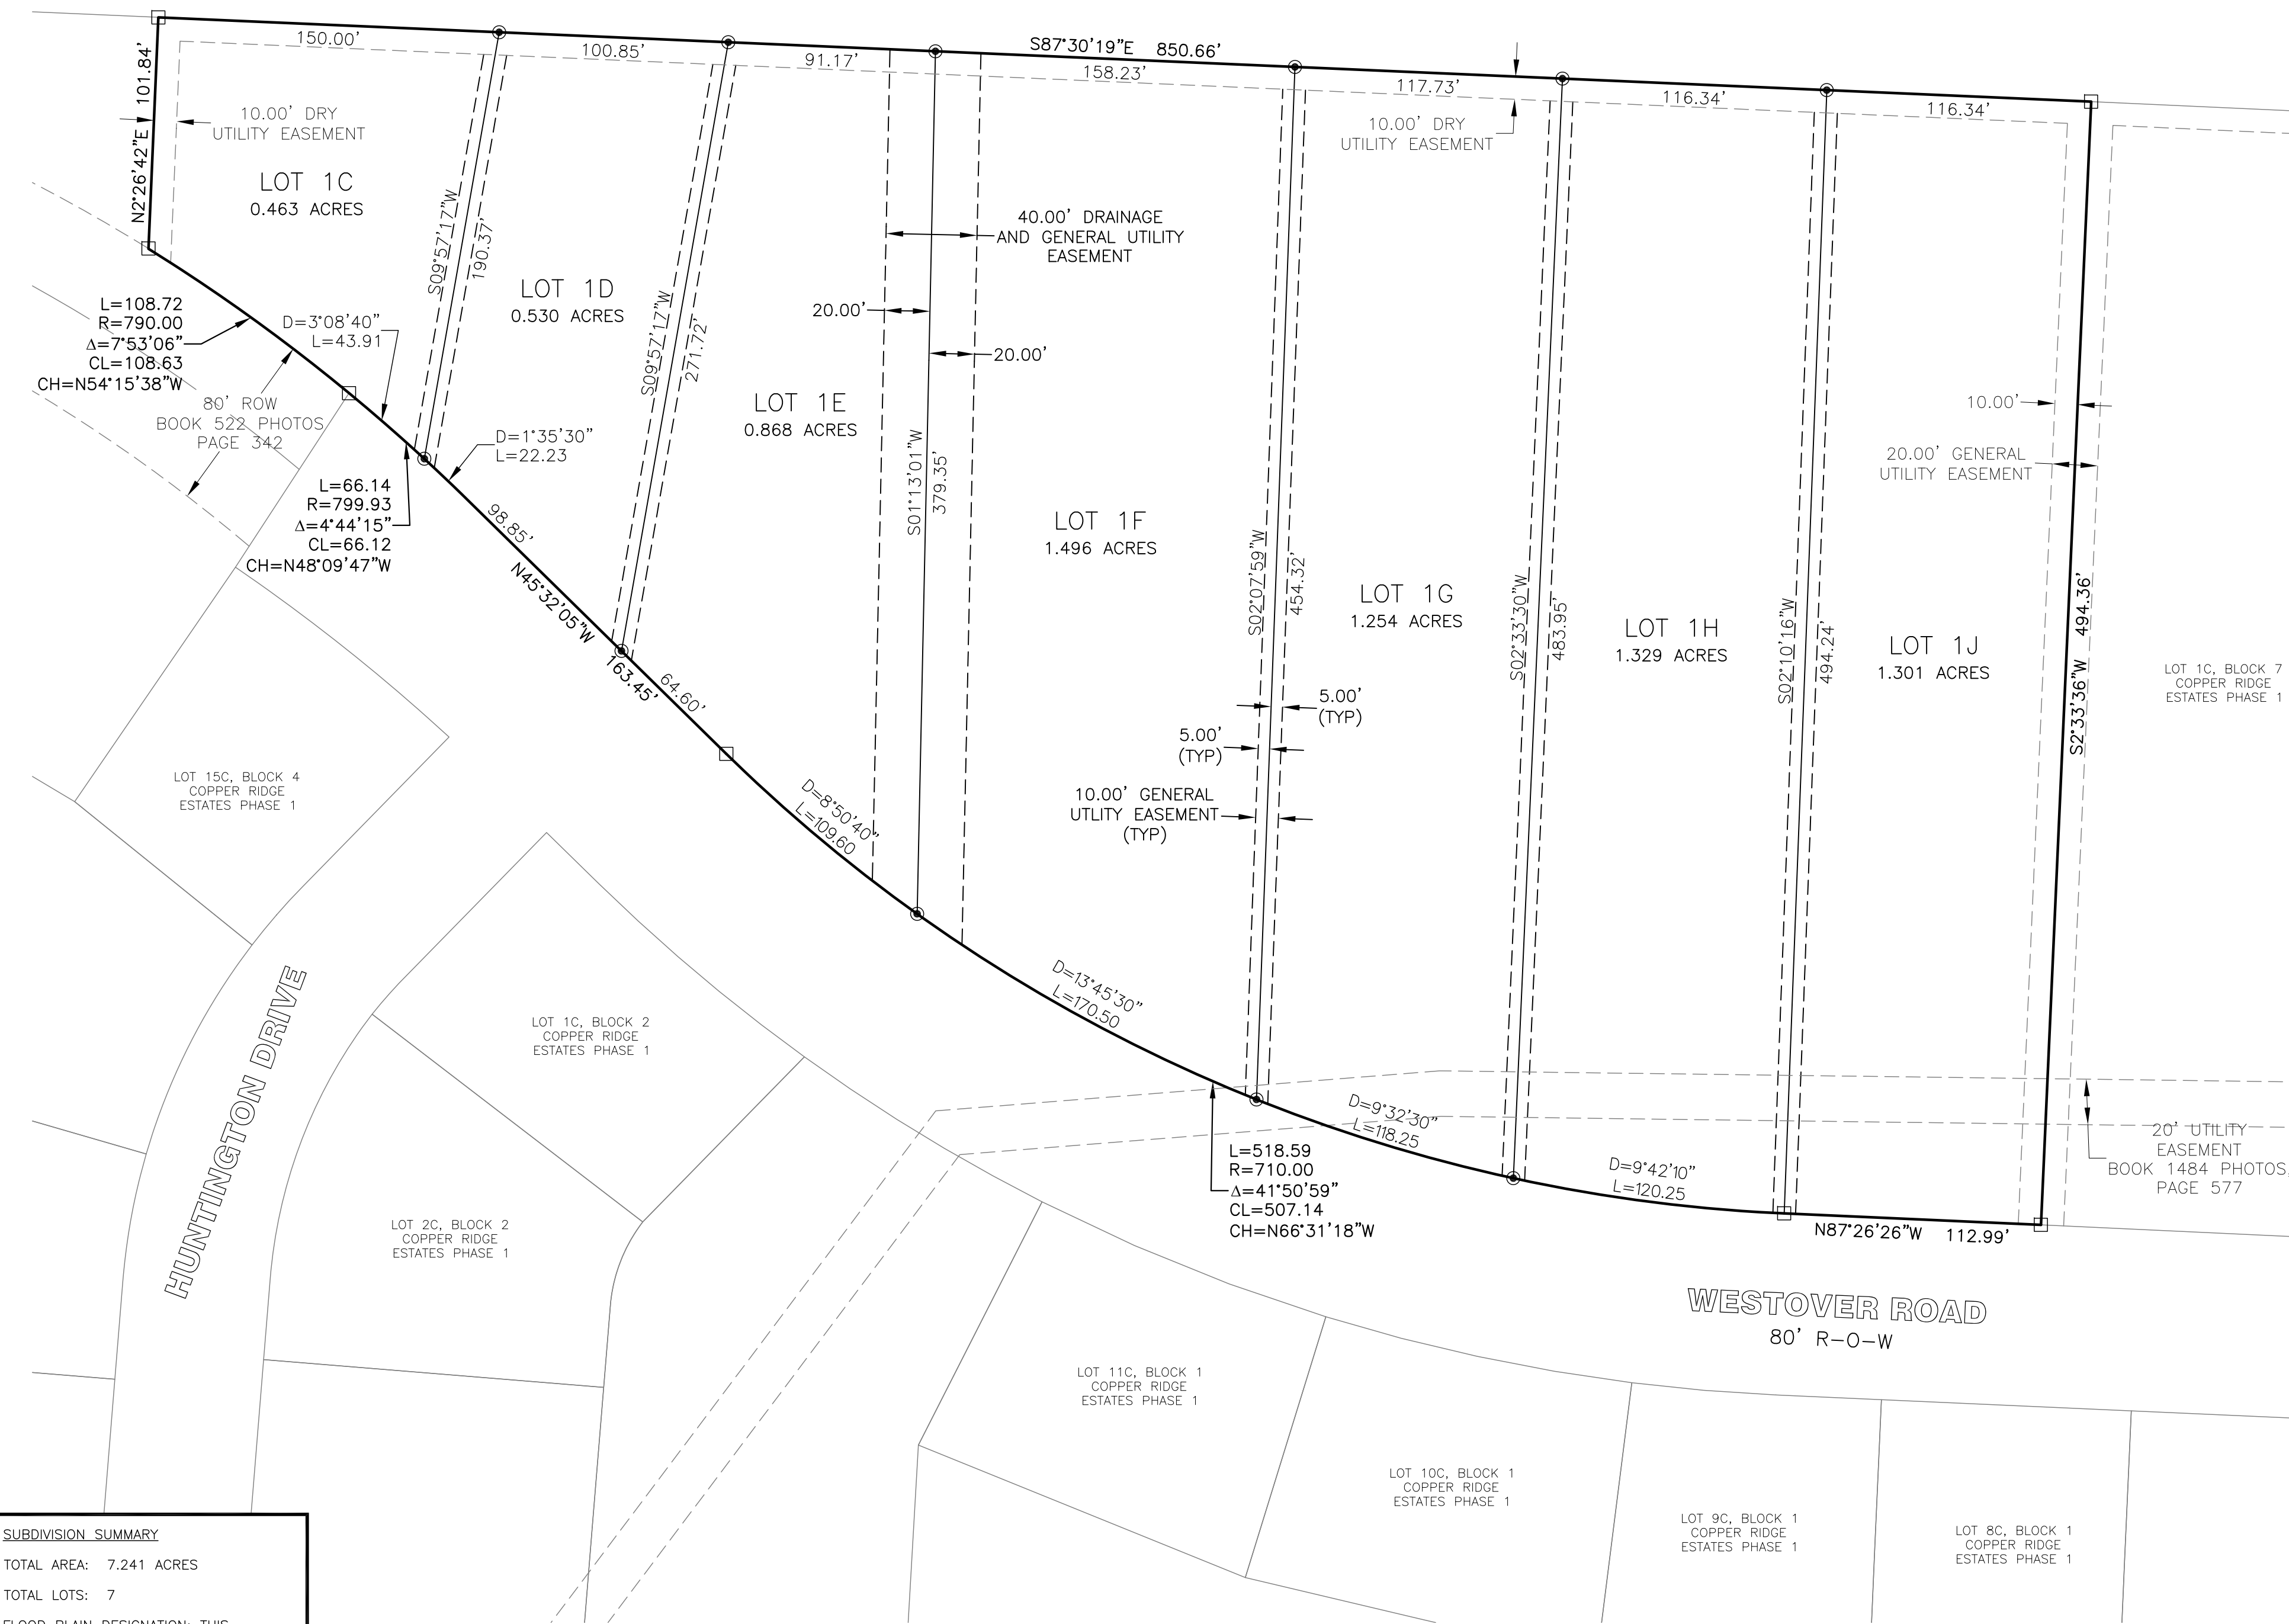 S87°30'19"E 850.66'
150.00'
100.85'
91.17'
158.23'
117.73'
116.34'
116.34'
N2°26'42"E 101.84'
10.00' DRY
UTILITY EASEMENT
LOT 1C
0.463 ACRES
S09°57'17"W
190.37'
LOT 1D
0.530 ACRES
S09°57'17"W
271.72'
LOT 1E
0.868 ACRES
40.00' DRAINAGE
AND GENERAL UTILITY
EASEMENT
20.00'
20.00'
S01°13'01"W
379.35'
LOT 1F
1.496 ACRES
10.00' DRY
UTILITY EASEMENT
S02°07'59"W
454.32'
LOT 1G
1.254 ACRES
S02°33'30"W
483.95'
LOT 1H
1.329 ACRES
S02°10'16"W
494.24'
LOT 1J
1.301 ACRES
10.00'
20.00' GENERAL
UTILITY EASEMENT
S2°33'36"W 494.36'
LOT 1C, BLOCK 7
COPPER RIDGE
ESTATES PHASE 1
L=108.72
R=790.00
Δ=7°53'06"
CL=108.63
CH=N54°15'38"W
D=3°08'40"
L=43.91
80' ROW
BOOK 522 PHOTOS
PAGE 342
D=1°35'30"
L=22.23
L=66.14
R=799.93
Δ=4°44'15"
CL=66.12
CH=N48°09'47"W
98.85'
N45°32'05"W
163.45'
64.60'
5.00'
(TYP)
5.00'
(TYP)
10.00' GENERAL
UTLITY EASEMENT
(TYP)
D=8°50'40"
L=109.60
D=13°45'30"
L=170.50
D=9°32'30"
L=118.25
D=9°42'10"
L=120.25
L=518.59
R=710.00
Δ=41°50'59"
CL=507.14
CH=N66°31'18"W
N87°26'26"W 112.99'
20' UTILITY
EASEMENT
BOOK 1484 PHOTOS,
PAGE 577
WESTOVER ROAD
80' R-O-W
HUNTINGTON DRIVE
LOT 15C, BLOCK 4
COPPER RIDGE
ESTATES PHASE 1
LOT 1C, BLOCK 2
COPPER RIDGE
ESTATES PHASE 1
LOT 2C, BLOCK 2
COPPER RIDGE
ESTATES PHASE 1
LOT 11C, BLOCK 1
COPPER RIDGE
ESTATES PHASE 1
LOT 10C, BLOCK 1
COPPER RIDGE
ESTATES PHASE 1
LOT 9C, BLOCK 1
COPPER RIDGE
ESTATES PHASE 1
LOT 8C, BLOCK 1
COPPER RIDGE
ESTATES PHASE 1
SUBDIVISION SUMMARY
TOTAL AREA: 7.241 ACRES
TOTAL LOTS: 7
FLOOD PLAIN DESIGNATION: THIS